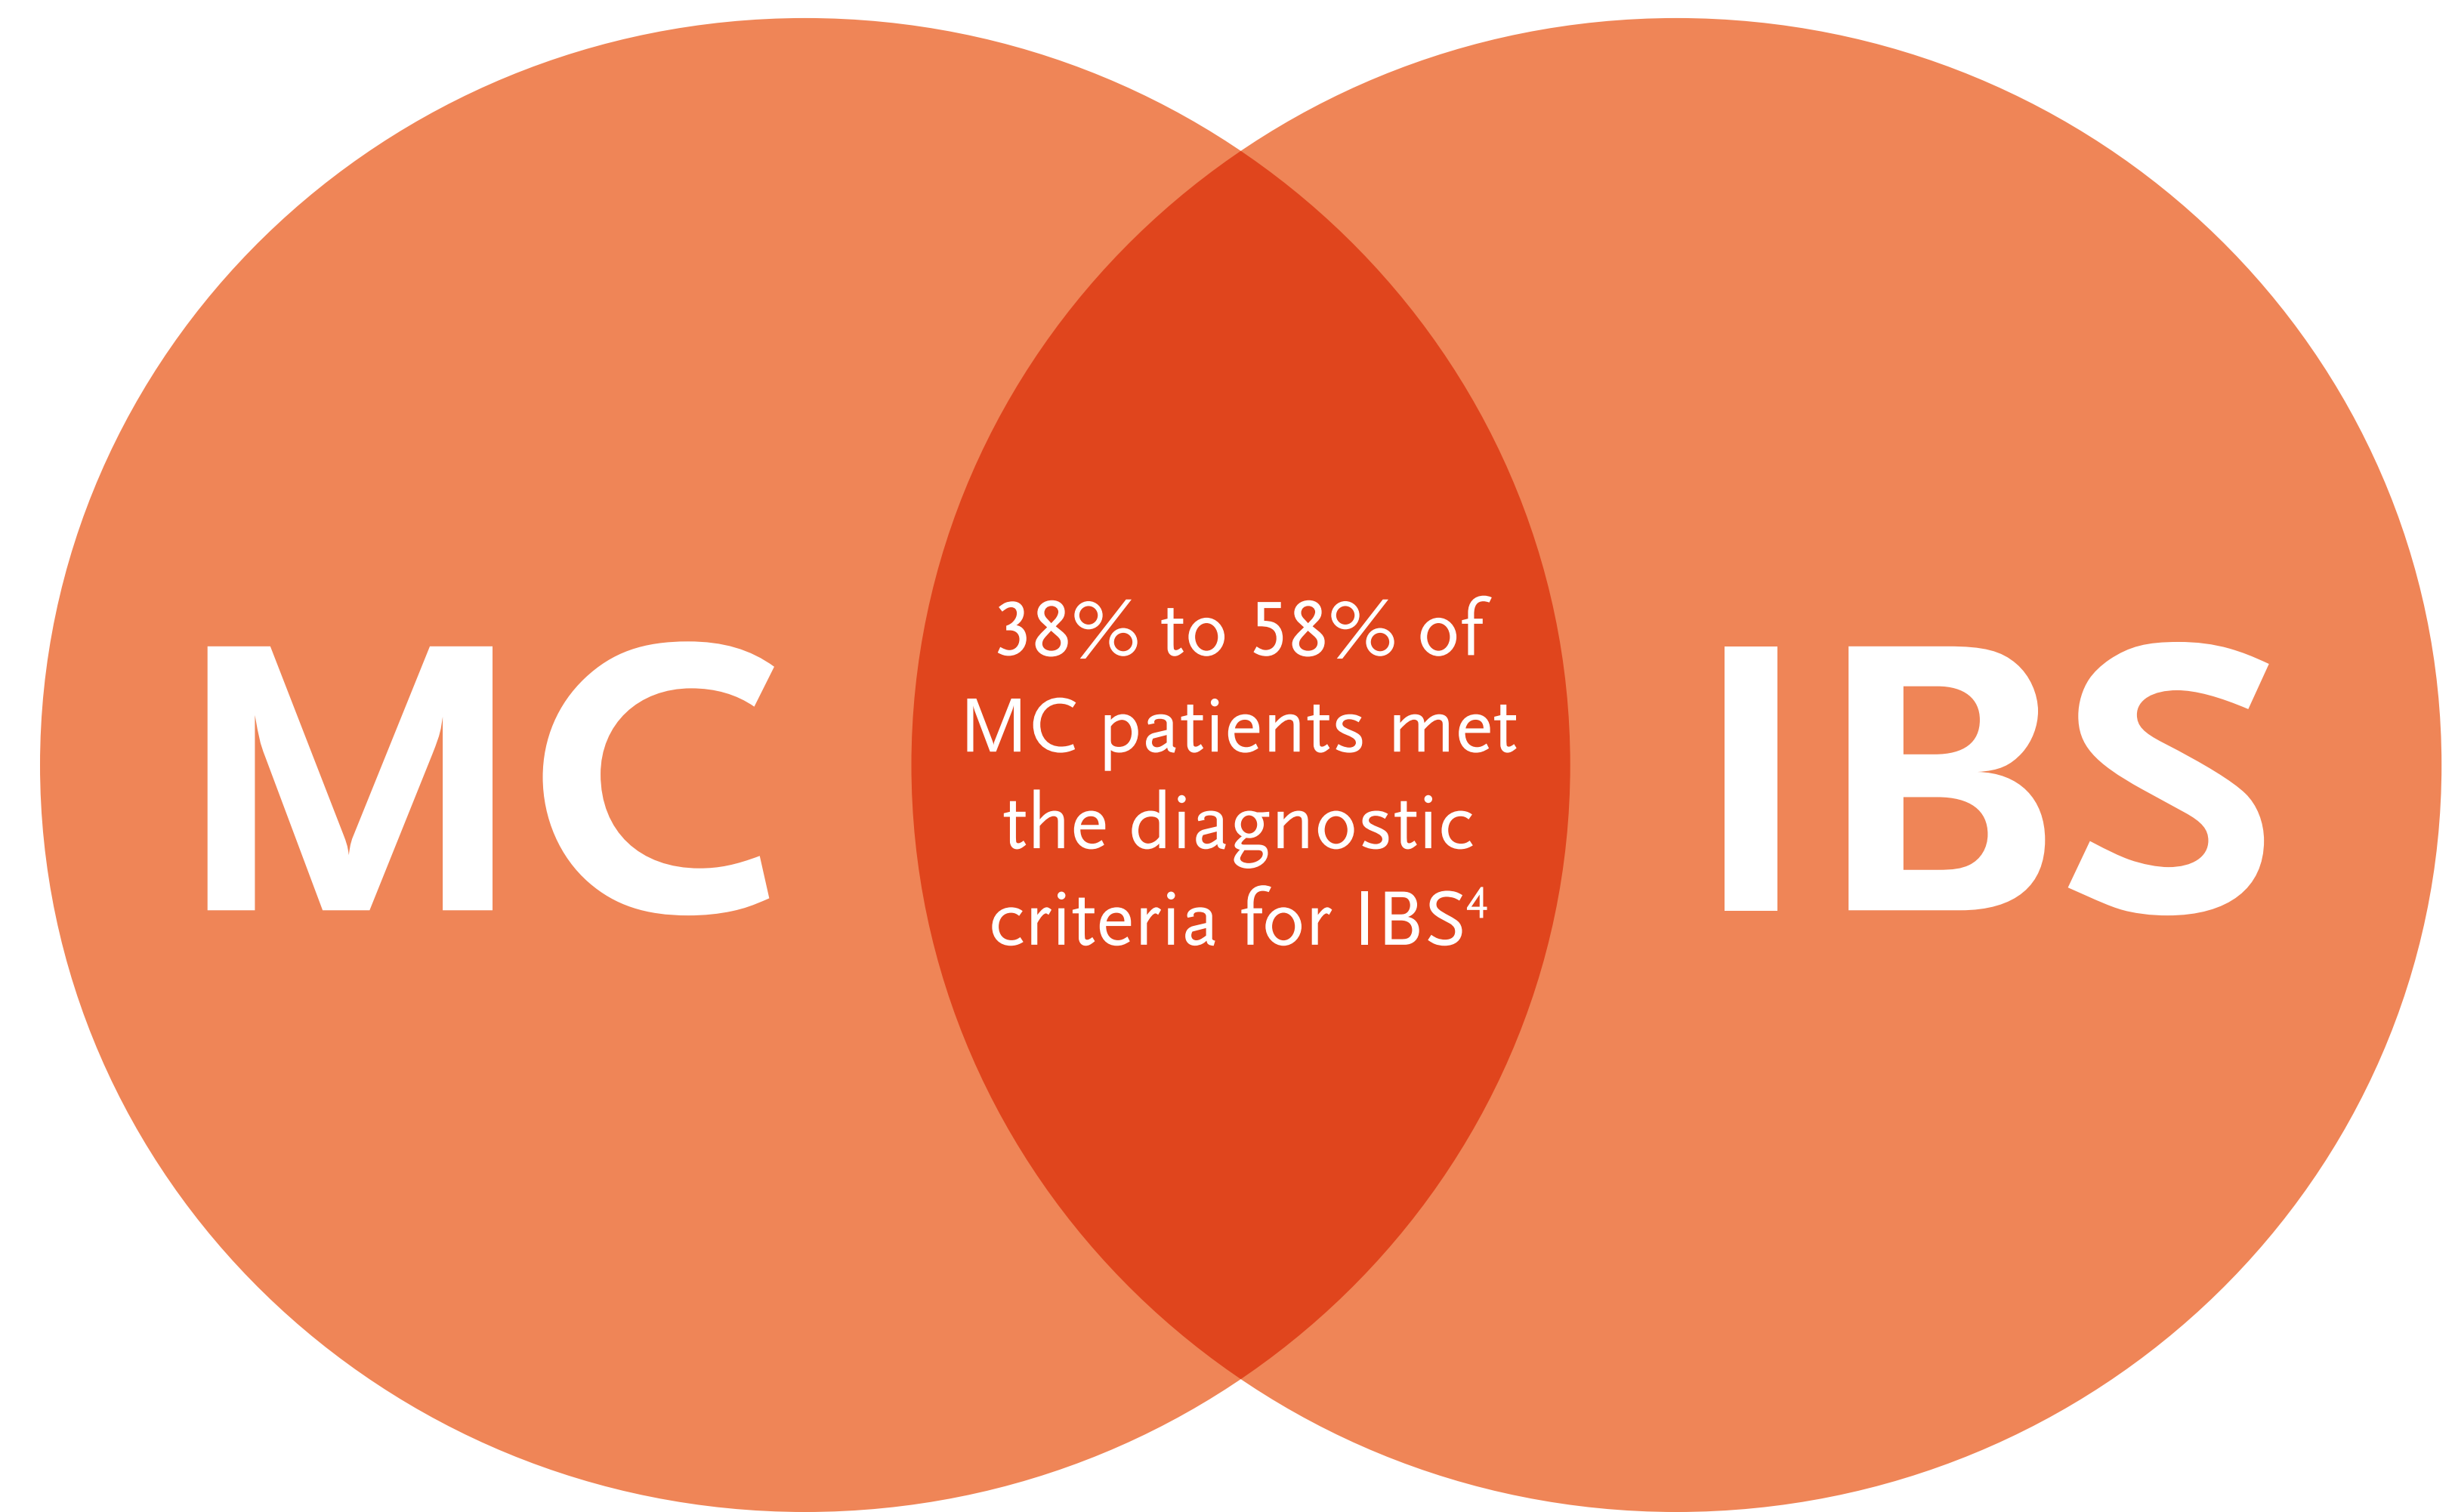 MC
38% to 58% of
MC patients met
the diagnostic
criteria for IBS⁴
IBS